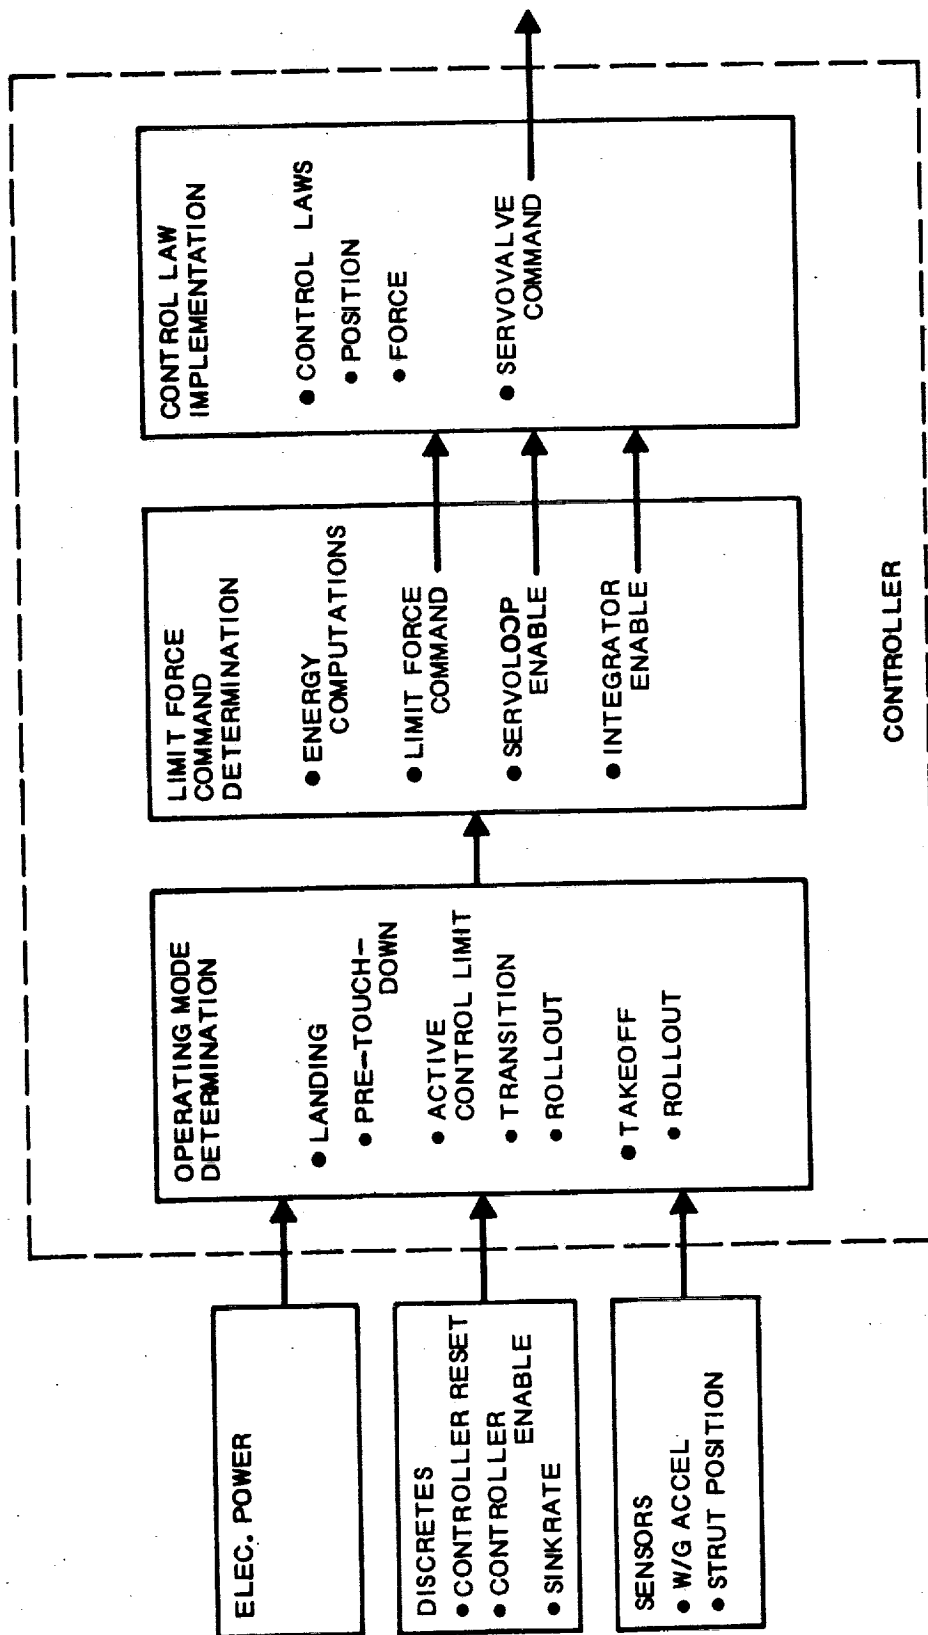 ELEC. POWER
DISCRETES
● CONTROLLER RESET
● CONTROLLER
ENABLE
● SINKRATE
SENSORS
● W/G ACCEL
● STRUT POSITION
OPERATING MODE
DETERMINATION
● LANDING
● PRE-TOUCH-
DOWN
● ACTIVE
CONTROL LIMIT
● TRANSITION
● ROLLOUT
● TAKEOFF
● ROLLOUT
LIMIT FORCE
COMMAND
DETERMINATION
● ENERGY
COMPUTATIONS
● LIMIT FORCE
COMMAND
● SERVOLOOP
ENABLE
● INTEGRATOR
ENABLE
CONTROL LAW
IMPLEMENTATION
● CONTROL LAWS
● POSITION
● FORCE
● SERVOVALVE
COMMAND
CONTROLLER